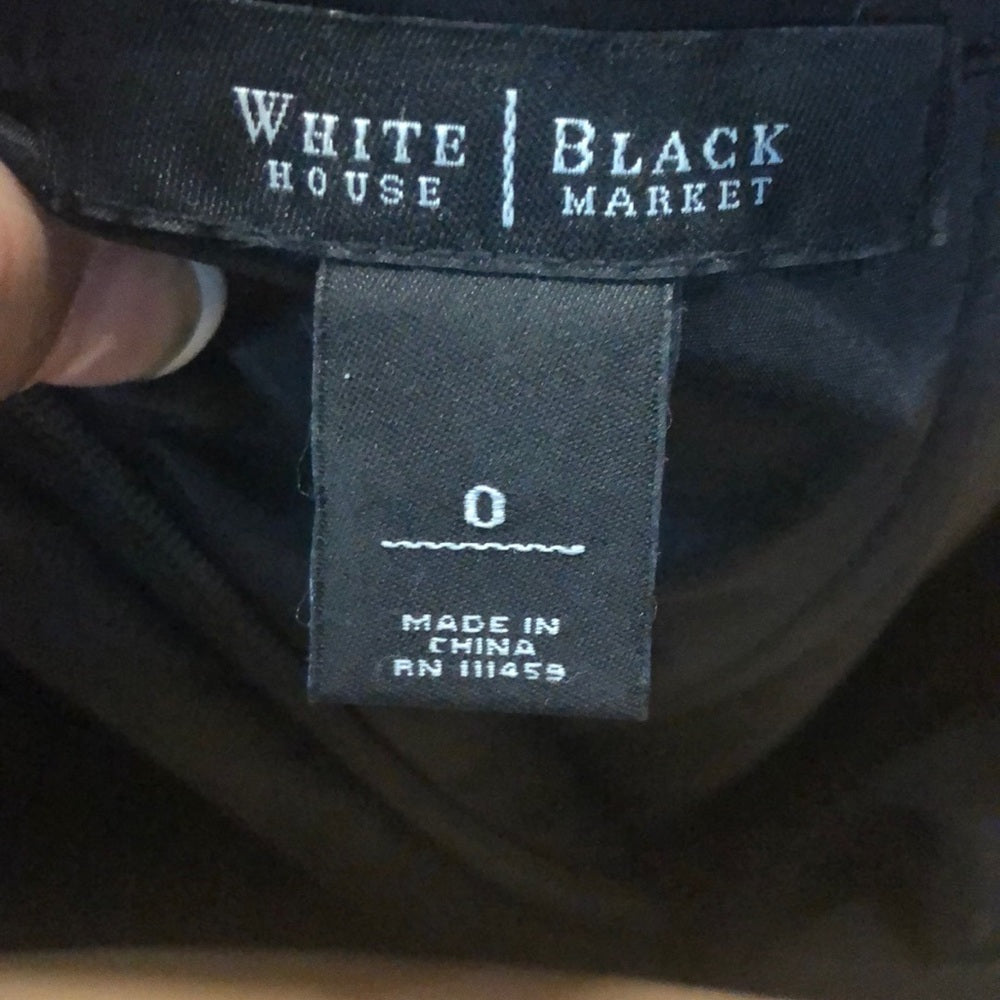 WHITE | BLACK
HOUSE | MARKET
0
MADE IN
CHINA
RN 111459